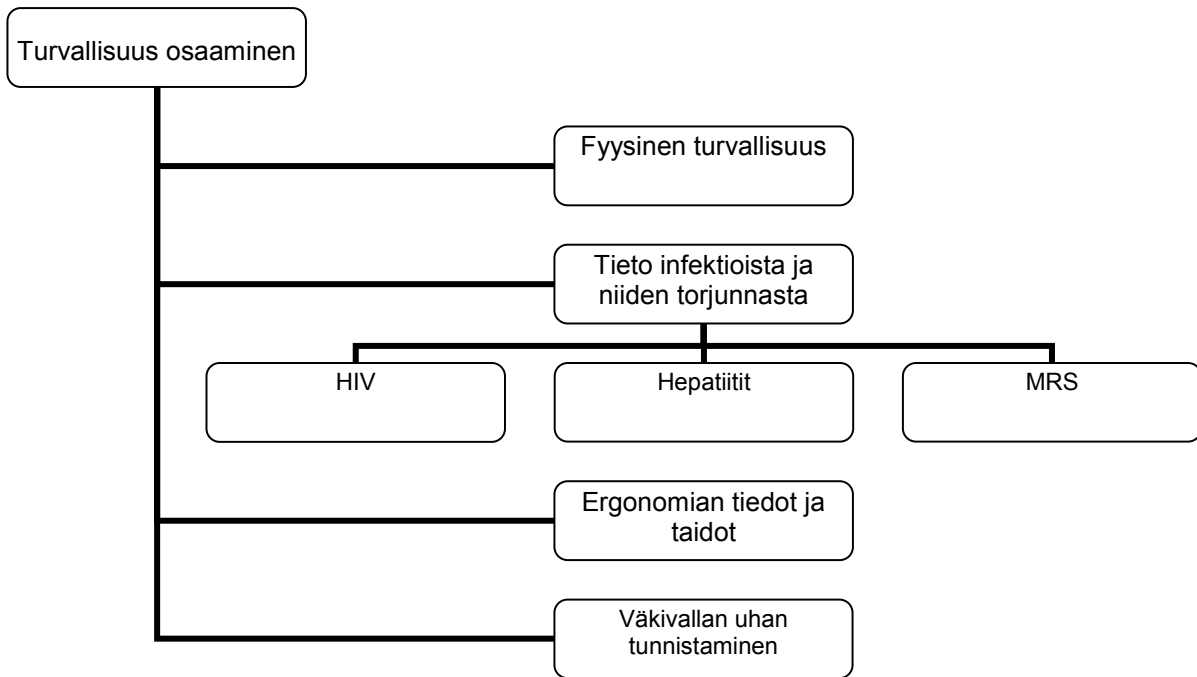 Turvallisuus osaaminen
Fyysinen turvallisuus
Tieto infektioista ja
niiden torjunnasta
HIV
Hepatiitit
MRS
Ergonomian tiedot ja
taidot
Väkivallan uhan
tunnistaminen